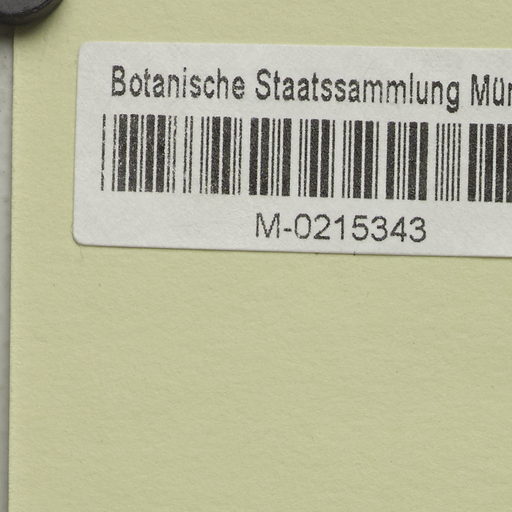 Botanische Staatssammlung Mün
M-0215343